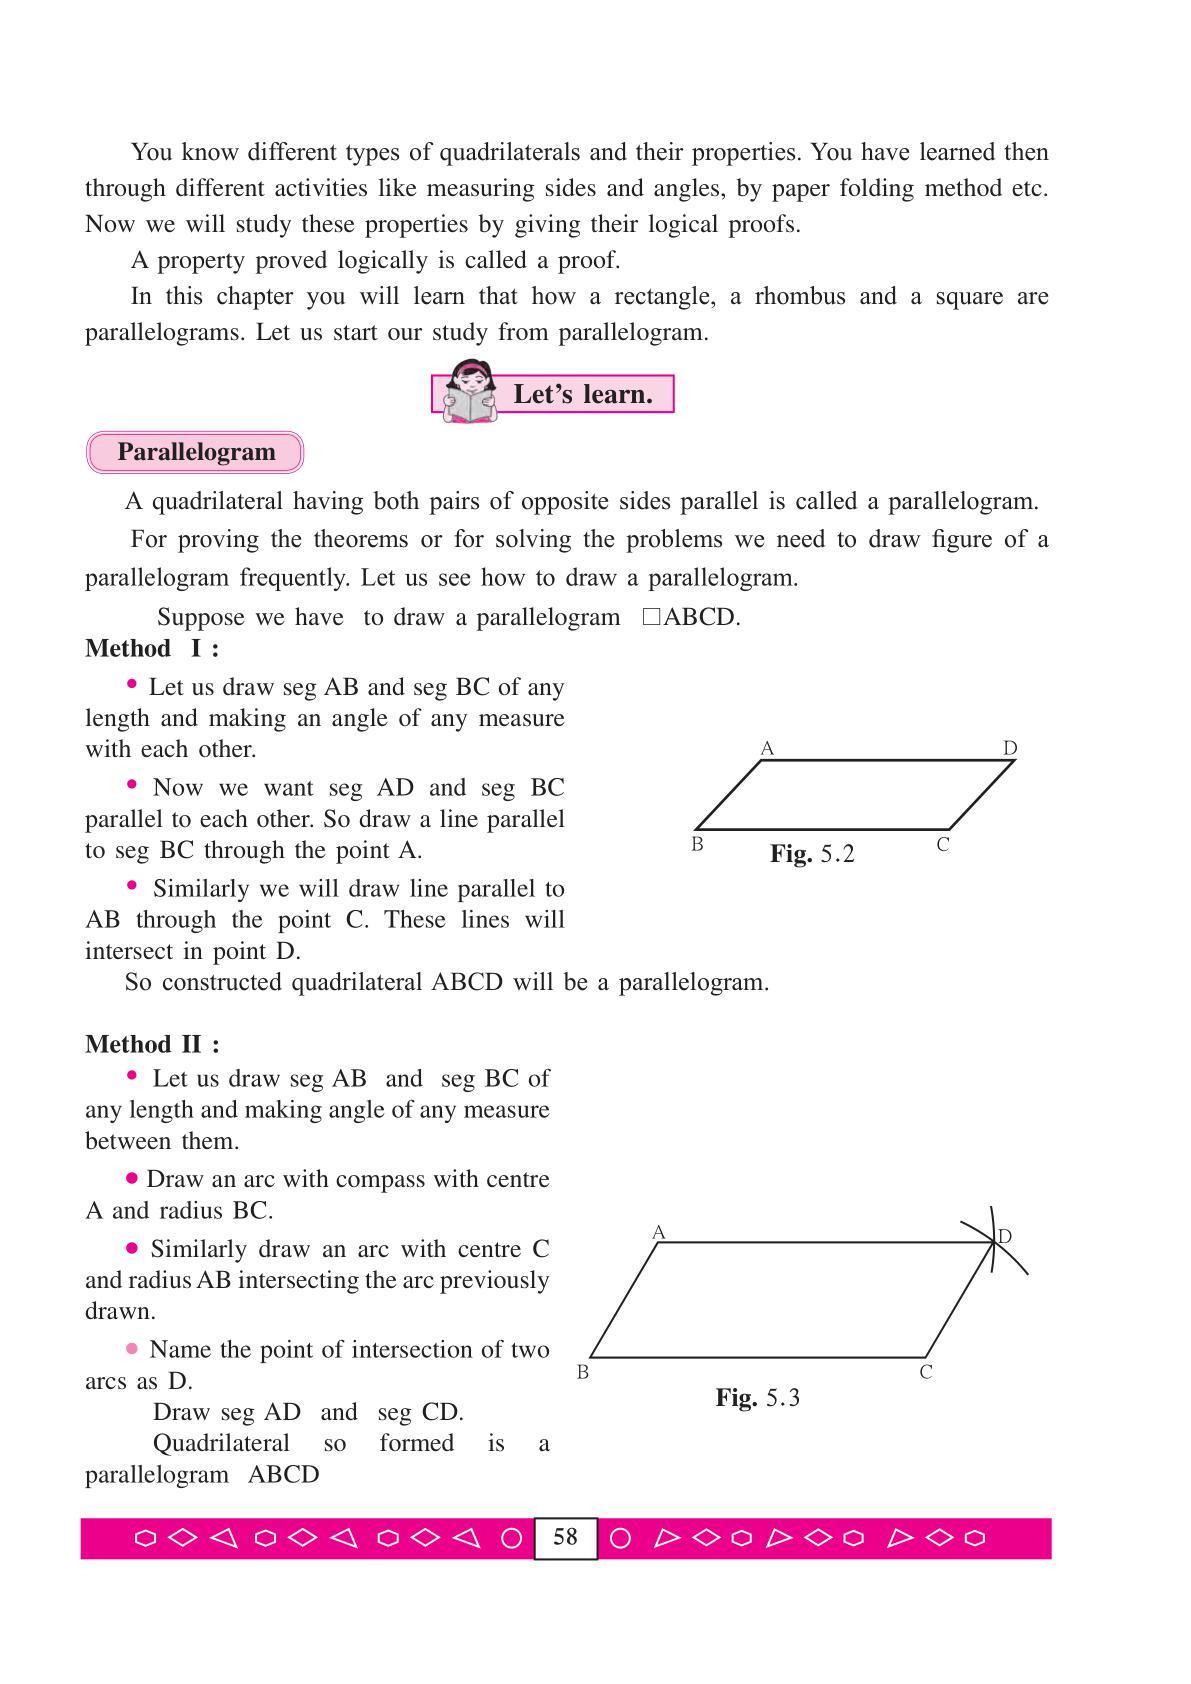 You know different types of quadrilaterals and their properties. You have learned then
through different activities like measuring sides and angles, by paper folding method etc.
Now we will study these properties by giving their logical proofs.
A property proved logically is called a proof.
In this chapter you will learn that how a rectangle, a rhombus and a square are
parallelograms. Let us start our study from parallelogram.
Let’s learn.
Parallelogram
A quadrilateral having both pairs of opposite sides parallel is called a parallelogram.
For proving the theorems or for solving the problems we need to draw figure of a
parallelogram frequently. Let us see how to draw a parallelogram.
Suppose we have to draw a parallelogram □ABCD.
Method I :
• Let us draw seg AB and seg BC of any
length and making an angle of any measure
with each other.
• Now we want seg AD and seg BC
parallel to each other. So draw a line parallel
to seg BC through the point A.
• Similarly we will draw line parallel to
AB through the point C. These lines will
intersect in point D.
So constructed quadrilateral ABCD will be a parallelogram.
A D
B C
Fig. 5.2
Method II :
• Let us draw seg AB and seg BC of
any length and making angle of any measure
between them.
• Draw an arc with compass with centre
A and radius BC.
• Similarly draw an arc with centre C
and radius AB intersecting the arc previously
drawn.
• Name the point of intersection of two
arcs as D.
Draw seg AD and seg CD.
Quadrilateral so formed is a
parallelogram ABCD
A D
B C
Fig. 5.3
58